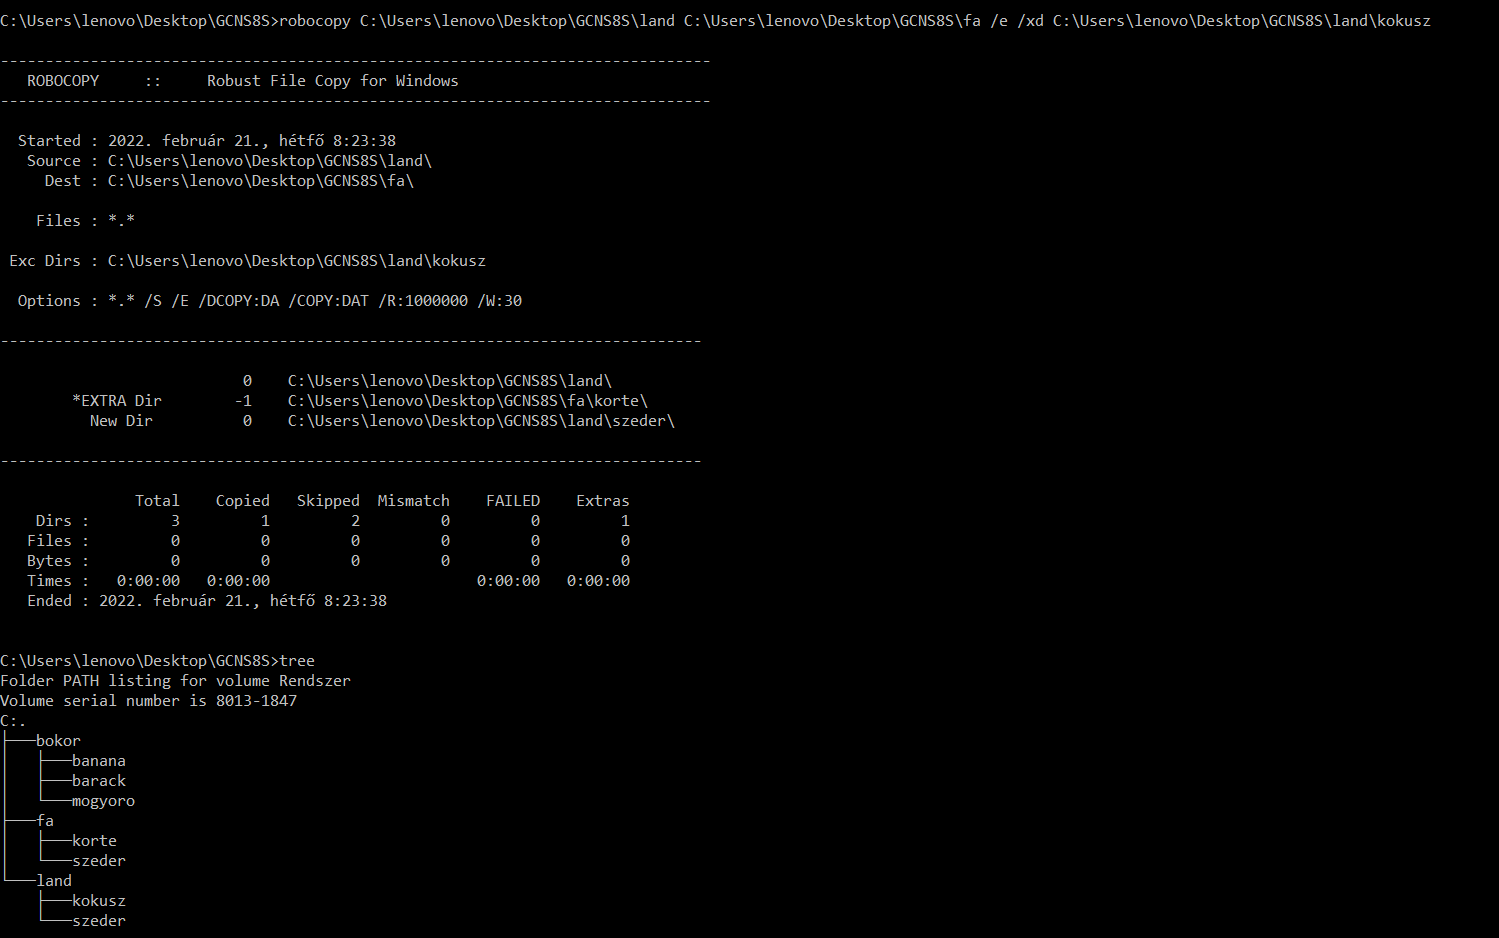 C:\Users\lenovo\Desktop\GCNS8S>robocopy C:\Users\lenovo\Desktop\GCNS8S\land C:\Users\lenovo\Desktop\GCNS8S\fa /e /xd C:\Users\lenovo\Desktop\GCNS8S\land\kokusz
-------------------------------------------------------------------------------
   ROBOCOPY     ::     Robust File Copy for Windows
-------------------------------------------------------------------------------
  Started : 2022. február 21., hétfő 8:23:38
   Source : C:\Users\lenovo\Desktop\GCNS8S\land\
     Dest : C:\Users\lenovo\Desktop\GCNS8S\fa\
    Files : *.*
 Exc Dirs : C:\Users\lenovo\Desktop\GCNS8S\land\kokusz
  Options : *.* /S /E /DCOPY:DA /COPY:DAT /R:1000000 /W:30
------------------------------------------------------------------------------
                           0    C:\Users\lenovo\Desktop\GCNS8S\land\
        *EXTRA Dir        -1    C:\Users\lenovo\Desktop\GCNS8S\fa\korte\
          New Dir          0    C:\Users\lenovo\Desktop\GCNS8S\land\szeder\
------------------------------------------------------------------------------
               Total    Copied   Skipped  Mismatch    FAILED    Extras
    Dirs :         3         1         2         0         0         1
   Files :         0         0         0         0         0         0
   Bytes :         0         0         0         0         0         0
   Times :   0:00:00   0:00:00                       0:00:00   0:00:00
   Ended : 2022. február 21., hétfő 8:23:38
C:\Users\lenovo\Desktop\GCNS8S>tree
Folder PATH listing for volume Rendszer
Volume serial number is 8013-1847
C:.
├───bokor
│   ├───banana
│   ├───barack
│   └───mogyoro
├───fa
│   ├───korte
│   └───szeder
└───land
    ├───kokusz
    └───szeder